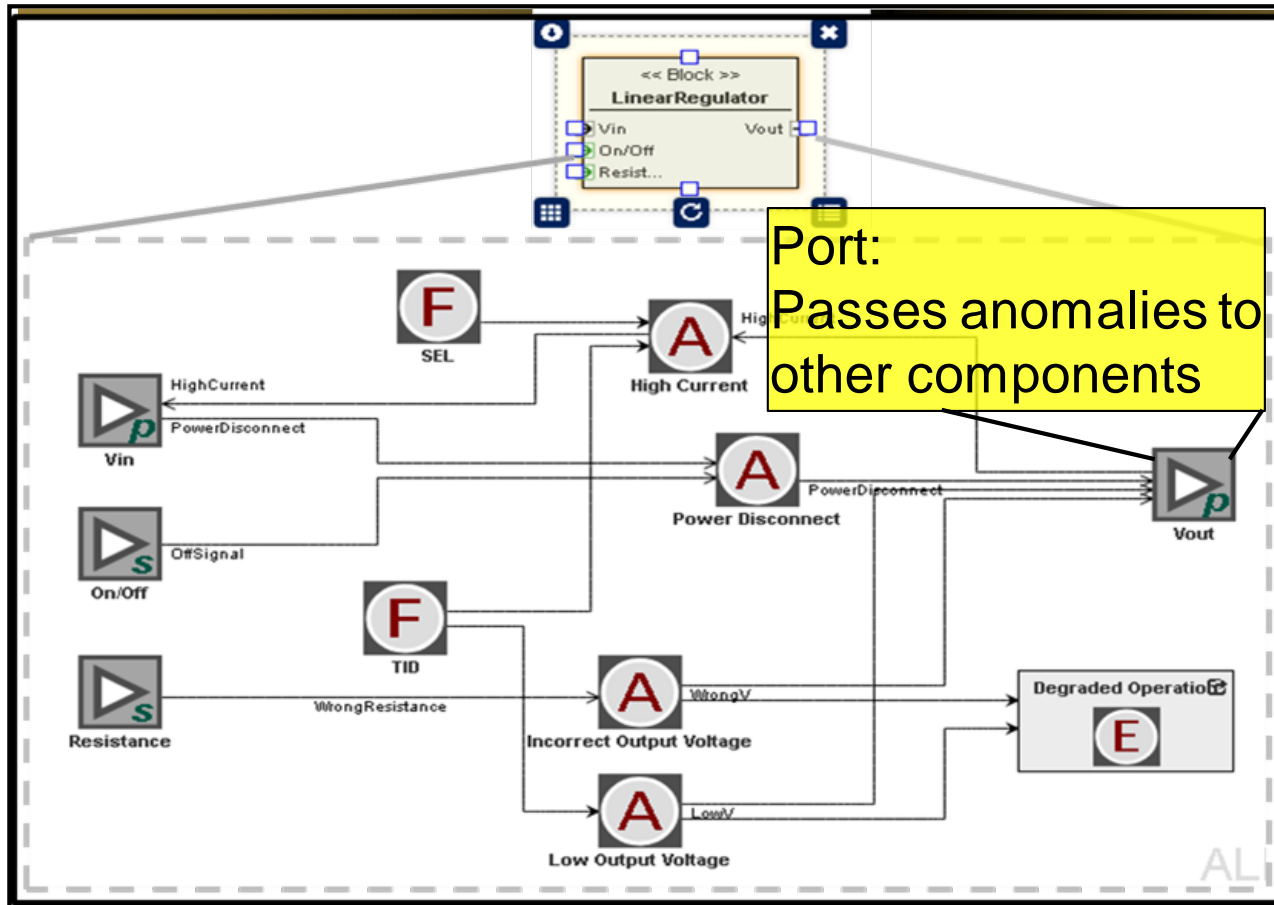 << Block >>
LinearRegulator
Vin
Vout
On/Off
Resist...
Port:
Passes anomalies to
other components
F
SEL
A
High Current
HighCurrent
p
Vin
PowerDisconnect
A
Power Disconnect
PowerDisconnect
p
Vout
s
On/Off
OffSignal
F
TID
s
Resistance
WrongResistance
A
Incorrect Output Voltage
WrongV
Degraded Operatio
E
A
Low Output Voltage
LowV
AL